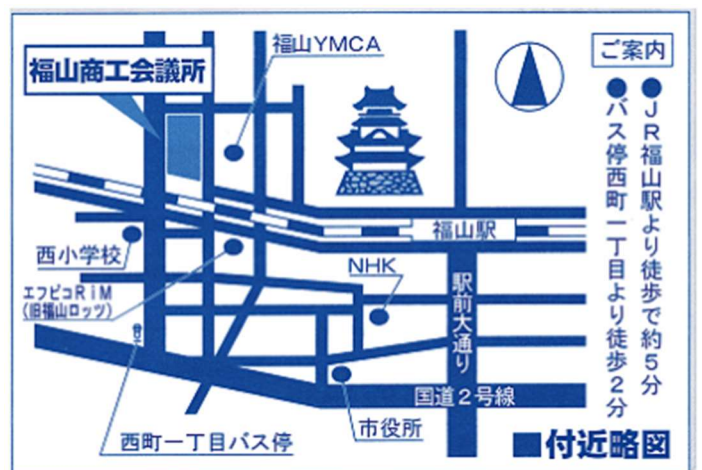 福山YMCA
福山商工会議所
ご案内
●JR福山駅より徒歩で約5分
●バス停西町一丁目より徒歩2分
福山駅
西小学校
NHK
エフピコRiM
(旧福山ロッツ)
駅前大通り
国道2号線
市役所
西町一丁目バス停
■付近略図